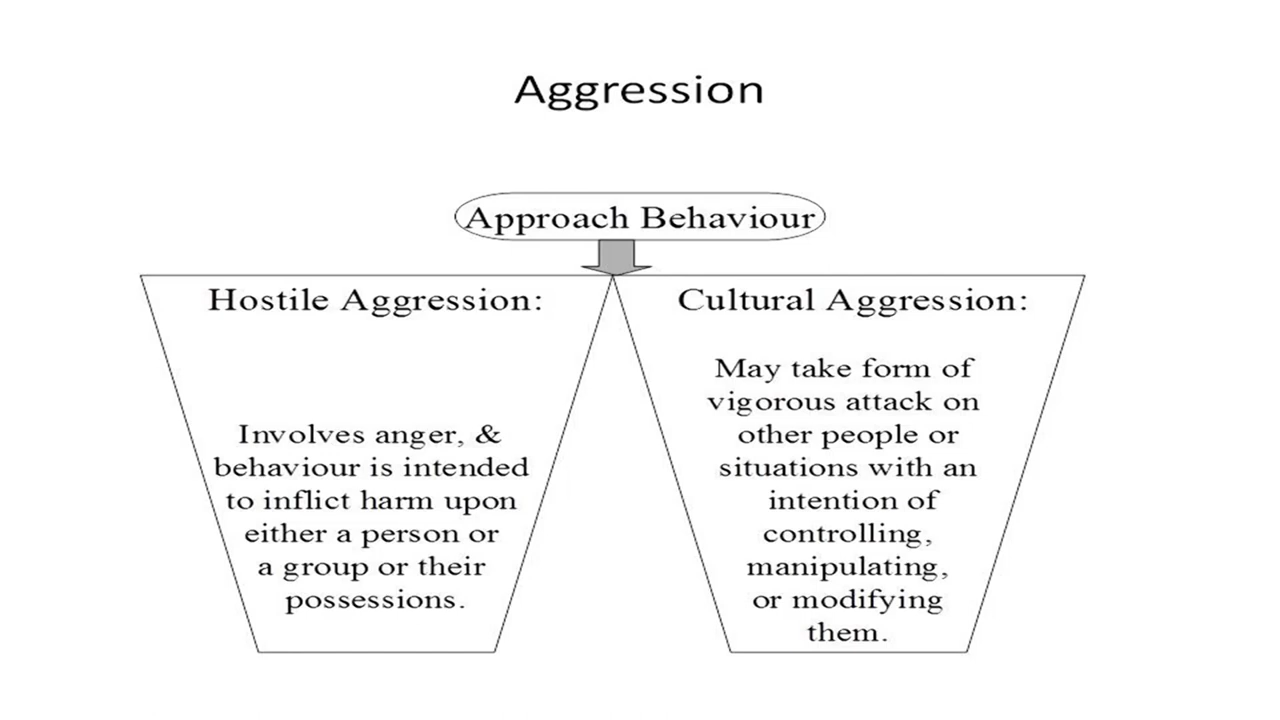 Aggression
Approach Behaviour
Hostile Aggression:
Involves anger, &
behaviour is intended
to inflict harm upon
either a person or
a group or their
possessions.
Cultural Aggression:
May take form of
vigorous attack on
other people or
situations with an
intention of
controlling,
manipulating,
or modifying
them.